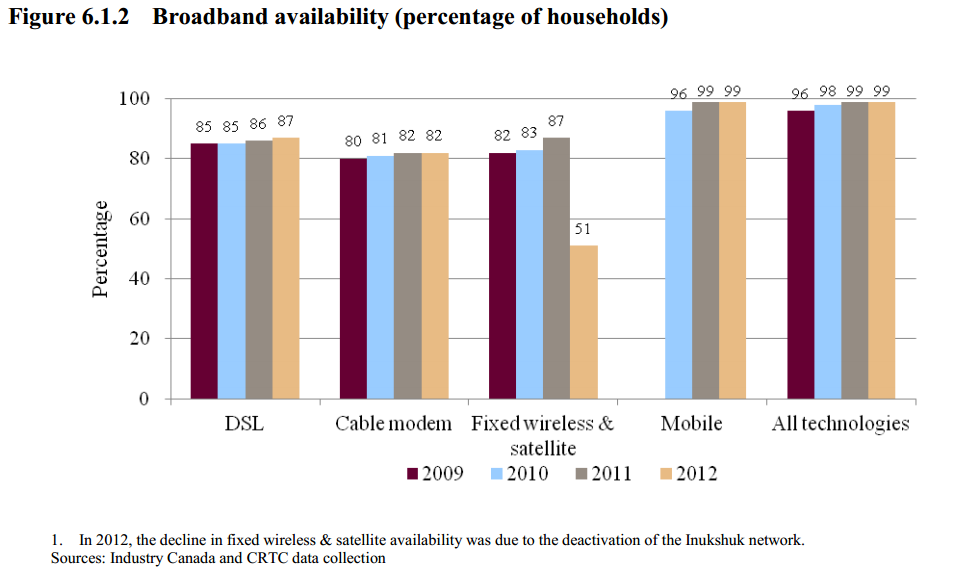 Figure 6.1.2 Broadband availability (percentage of households)
96 99 99 96 98 99 99
100
85 85 86 87
87
80 81 82 82
82 83
80
60
51
40
20
0
Percentage
DSL Cable modem Fixed wireless & satellite Mobile All technologies
2009 2010 2011 2012
1. In 2012, the decline in fixed wireless & satellite availability was due to the deactivation of the Inukshuk network.
Sources: Industry Canada and CRTC data collection